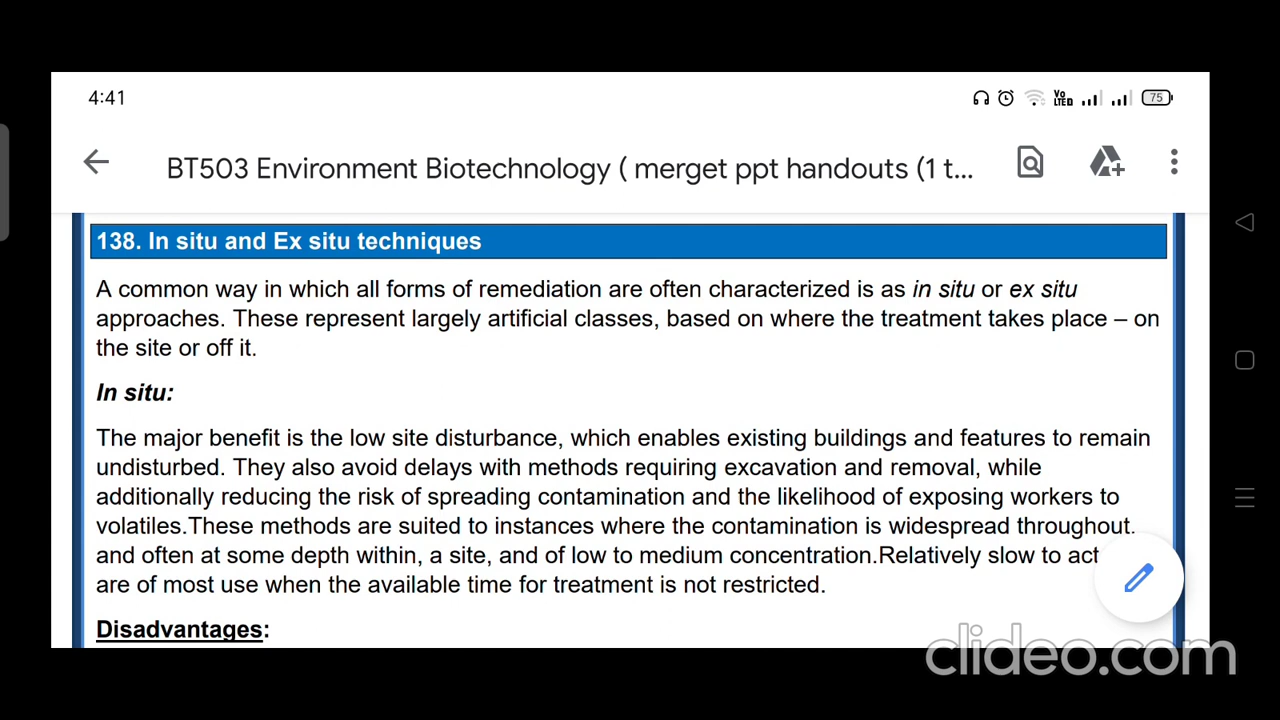 4:41
Vo
LTED
75
BT503 Environment Biotechnology ( merget ppt handouts (1 t...
138. In situ and Ex situ techniques
A common way in which all forms of remediation are often characterized is as in situ or ex situ
approaches. These represent largely artificial classes, based on where the treatment takes place – on
the site or off it.
In situ:
The major benefit is the low site disturbance, which enables existing buildings and features to remain
undisturbed. They also avoid delays with methods requiring excavation and removal, while
additionally reducing the risk of spreading contamination and the likelihood of exposing workers to
volatiles.These methods are suited to instances where the contamination is widespread throughout.
and often at some depth within, a site, and of low to medium concentration.Relatively slow to act
are of most use when the available time for treatment is not restricted.
Disadvantages:
clideo.com